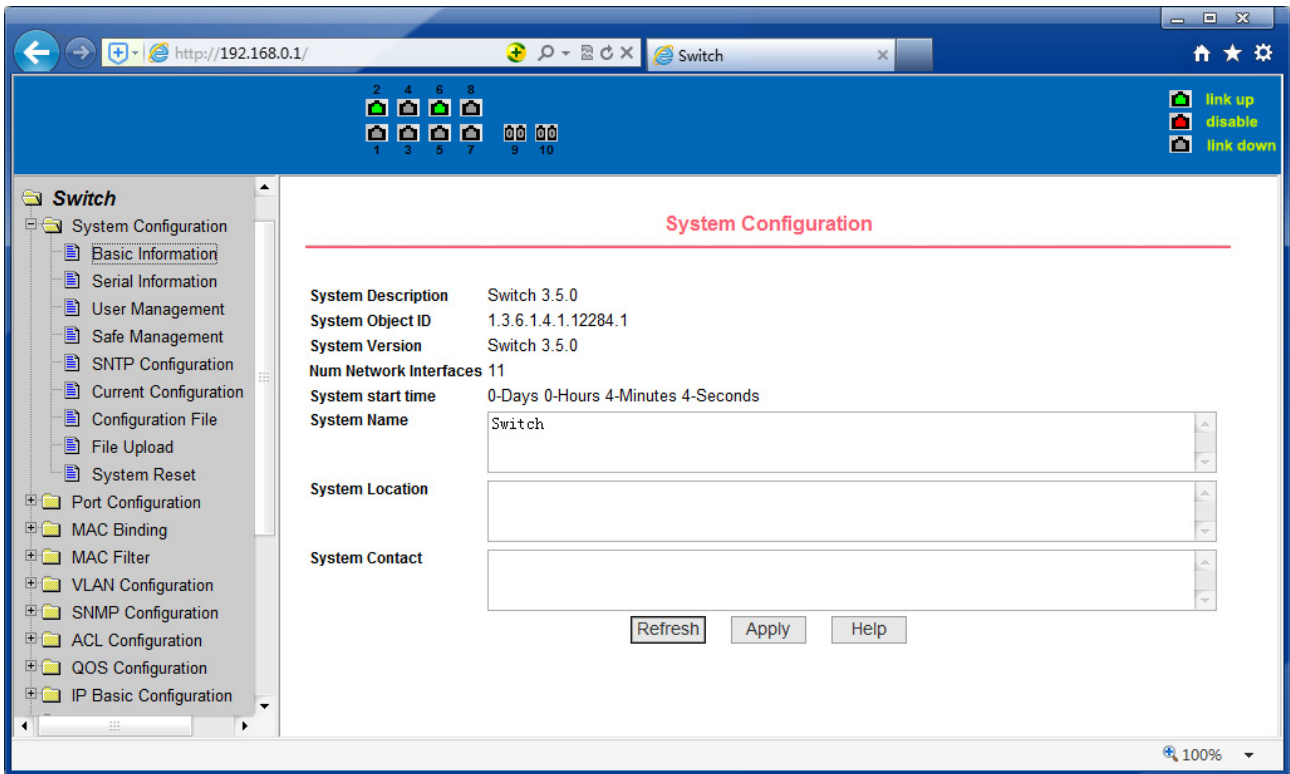 http://192.168.0.1/
Switch
2 4 6 8
1 3 5 7 9 10
link up
disable
link down
Switch
System Configuration
Basic Information
Serial Information
User Management
Safe Management
SNTP Configuration
Current Configuration
Configuration File
File Upload
System Reset
Port Configuration
MAC Binding
MAC Filter
VLAN Configuration
SNMP Configuration
ACL Configuration
QOS Configuration
IP Basic Configuration
System Configuration
System Description Switch 3.5.0
System Object ID 1.3.6.1.4.1.12284.1
System Version Switch 3.5.0
Num Network Interfaces 11
System start time 0-Days 0-Hours 4-Minutes 4-Seconds
System Name Switch
System Location
System Contact
Refresh Apply Help
100%